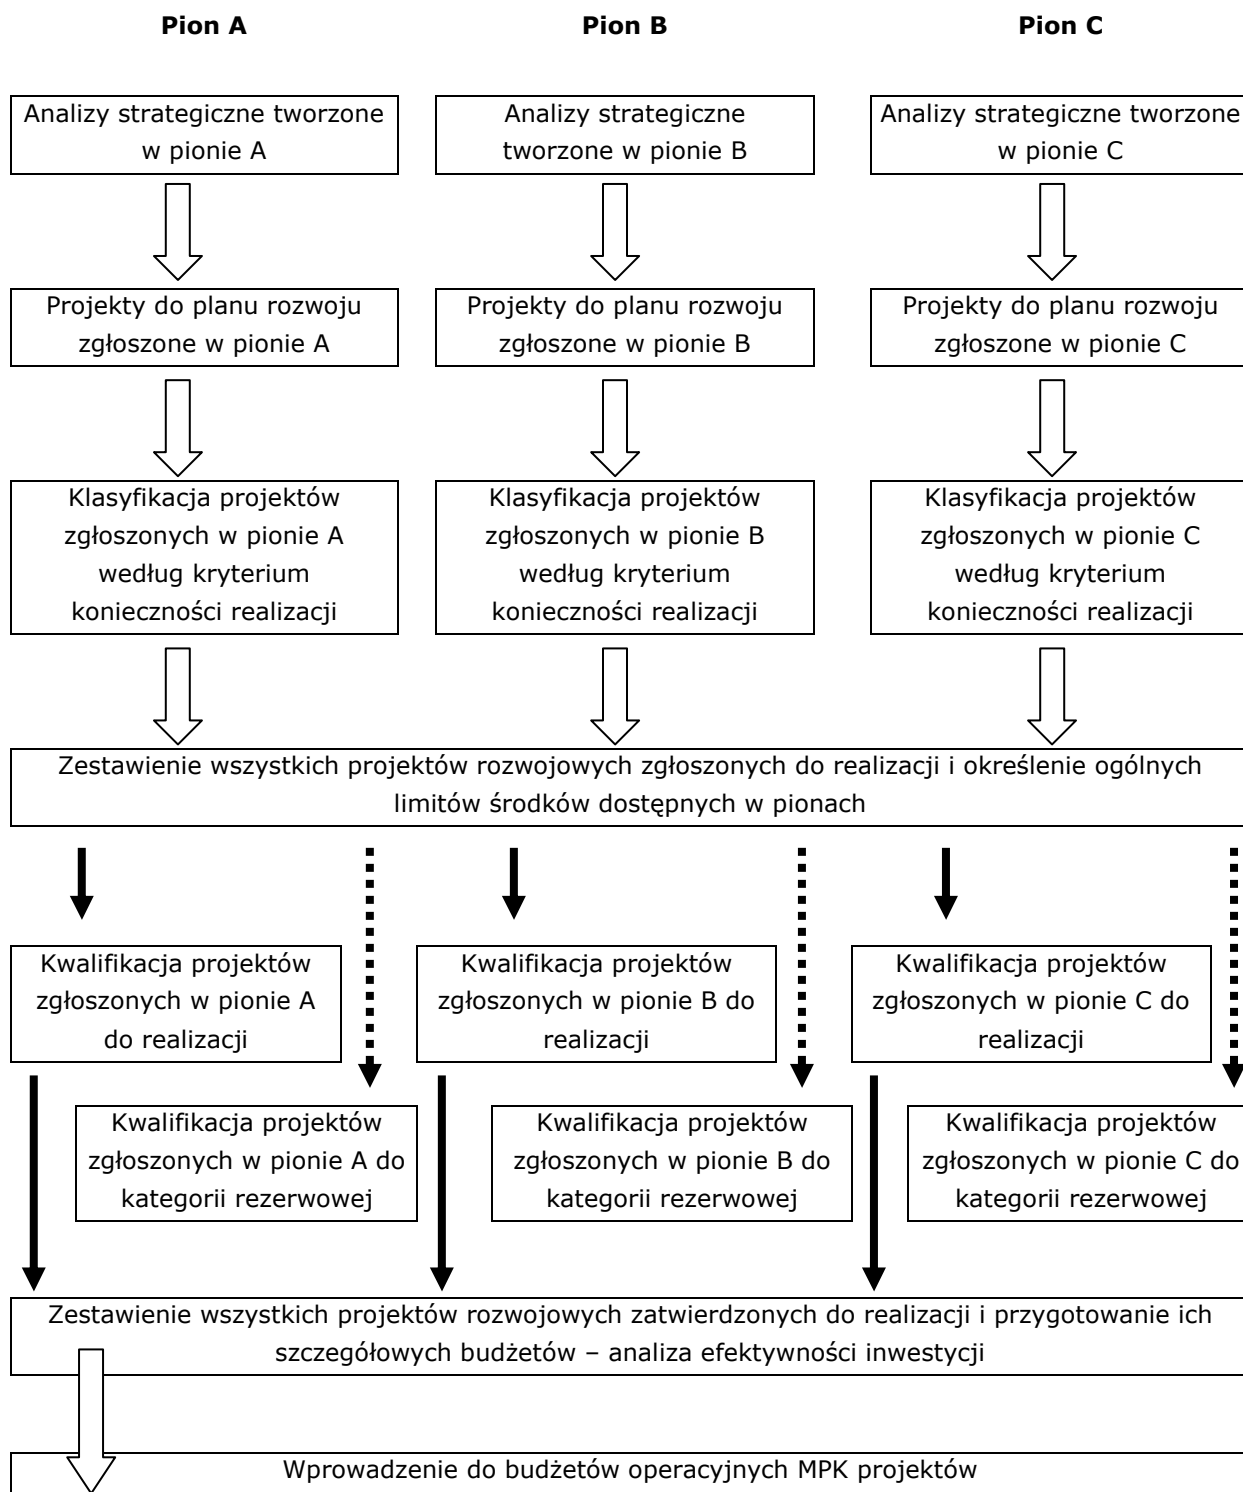 Pion A
Pion B
Pion C
Analizy strategiczne tworzone
w pionie A
Analizy strategiczne
tworzone w pionie B
Analizy strategiczne tworzone
w pionie C
Projekty do planu rozwoju
zgłoszone w pionie A
Projekty do planu rozwoju
zgłoszone w pionie B
Projekty do planu rozwoju
zgłoszone w pionie C
Klasyfikacja projektów
zgłoszonych w pionie A
według kryterium
konieczności realizacji
Klasyfikacja projektów
zgłoszonych w pionie B
według kryterium
konieczności realizacji
Klasyfikacja projektów
zgłoszonych w pionie C
według kryterium
konieczności realizacji
Zestawienie wszystkich projektów rozwojowych zgłoszonych do realizacji i określenie ogólnych
limitów środków dostępnych w pionach
Kwalifikacja projektów
zgłoszonych w pionie A
do realizacji
Kwalifikacja projektów
zgłoszonych w pionie B do
realizacji
Kwalifikacja projektów
zgłoszonych w pionie C do
realizacji
Kwalifikacja projektów
zgłoszonych w pionie A do
kategorii rezerwowej
Kwalifikacja projektów
zgłoszonych w pionie B do
kategorii rezerwowej
Kwalifikacja projektów
zgłoszonych w pionie C do
kategorii rezerwowej
Zestawienie wszystkich projektów rozwojowych zatwierdzonych do realizacji i przygotowanie ich
szczegółowych budżetów – analiza efektywności inwestycji
Wprowadzenie do budżetów operacyjnych MPK projektów